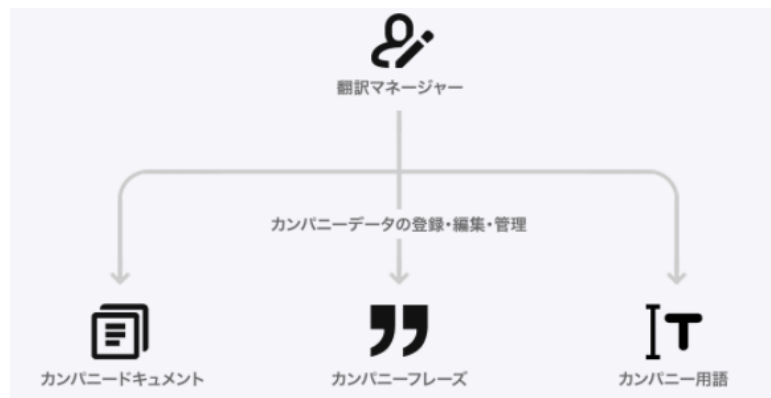 翻訳マネージャー
カンパニーデータの登録・編集・管理
カンパニードキュメント
カンパニーフレーズ
カンパニー用語